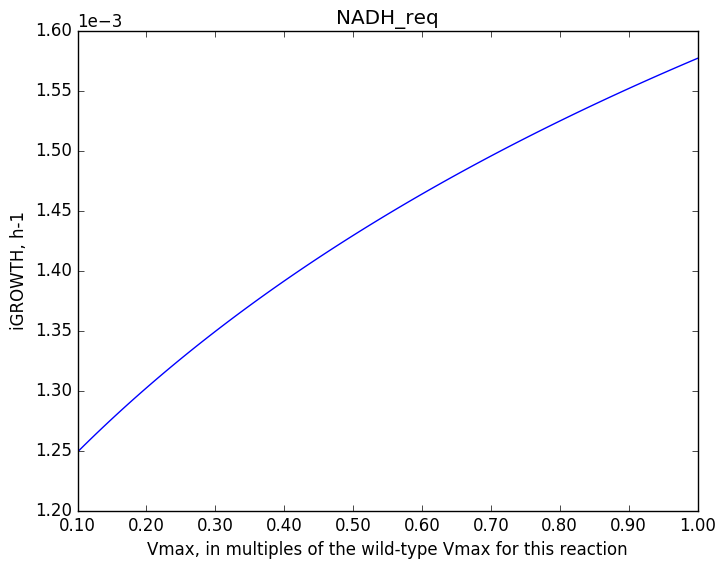 NADH_req
1e−3
1.60
1.55
1.50
1.45
1.40
1.35
1.30
1.25
1.20
iGROWTH, h-1
0.10 0.20 0.30 0.40 0.50 0.60 0.70 0.80 0.90 1.00
Vmax, in multiples of the wild-type Vmax for this reaction